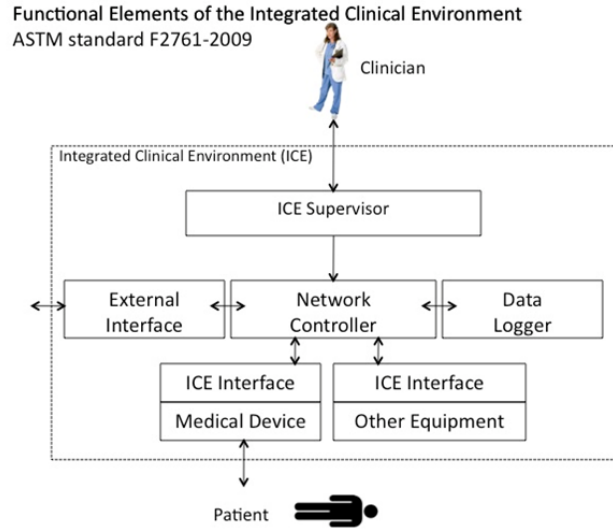 Functional Elements of the Integrated Clinical Environment
ASTM standard F2761-2009
Clinician
Integrated Clinical Environment (ICE)
ICE Supervisor
External
Interface
Network
Controller
Data
Logger
ICE Interface
Medical Device
ICE Interface
Other Equipment
Patient